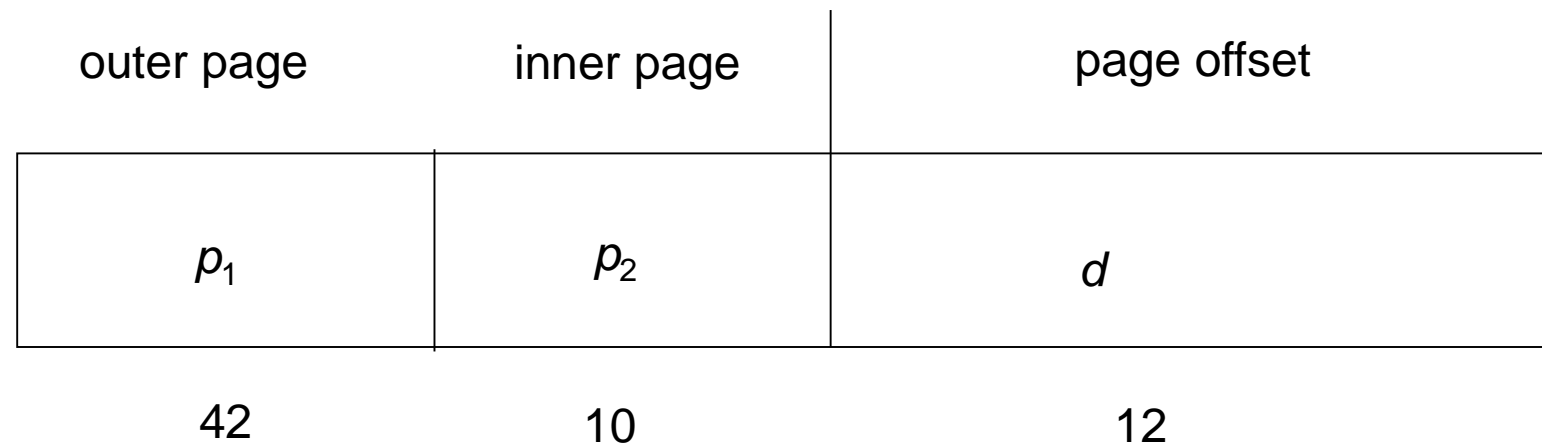 outer page inner page page offset
p₁ p₂ d
42 10 12